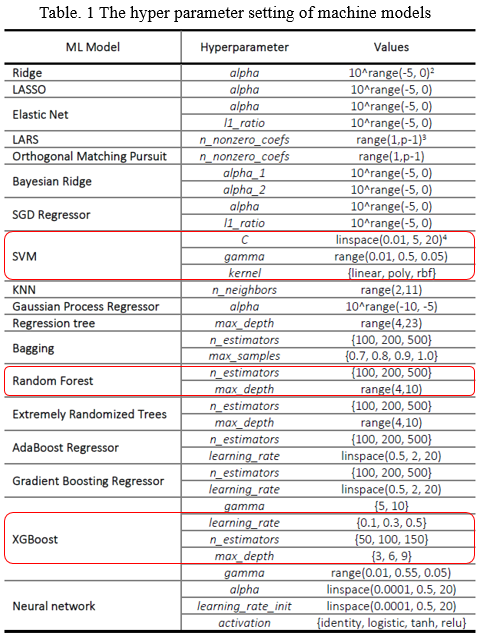 Table. 1 The hyper parameter setting of machine models
ML Model Hyperparameter Values
Ridge alpha 10^range(-5, 0)²
LASSO alpha 10^range(-5, 0)
Elastic Net alpha 10^range(-5, 0)
l1_ratio 10^range(-5, 0)
LARS n_nonzero_coefs range(1,p-1)³
Orthogonal Matching Pursuit n_nonzero_coefs range(1,p-1)
Bayesian Ridge alpha_1 10^range(-5, 0)
alpha_2 10^range(-5, 0)
SGD Regressor alpha 10^range(-5, 0)
l1_ratio 10^range(-5, 0)
C linspace(0.01, 5, 20)⁴
SVM gamma range(0.01, 0.5, 0.05)
kernel {linear, poly, rbf}
KNN n_neighbors range(2,11)
Gaussian Process Regressor alpha 10^range(-10, -5)
Regression tree max_depth range(4,23)
Bagging n_estimators {100, 200, 500}
max_samples {0.7, 0.8, 0.9, 1.0}
Random Forest n_estimators {100, 200, 500}
max_depth range(4,10)
Extremely Randomized Trees n_estimators {100, 200, 500}
max_depth range(4,10)
AdaBoost Regressor n_estimators {100, 200, 500}
learning_rate linspace(0.5, 2, 20)
Gradient Boosting Regressor n_estimators {100, 200, 500}
learning_rate linspace(0.5, 2, 20)
gamma {5, 10}
learning_rate {0.1, 0.3, 0.5}
XGBoost n_estimators {50, 100, 150}
max_depth {3, 6, 9}
gamma range(0.01, 0.55, 0.05)
alpha linspace(0.0001, 0.5, 20)
Neural network learning_rate_init linspace(0.0001, 0.5, 20)
activation {identity, logistic, tanh, relu}